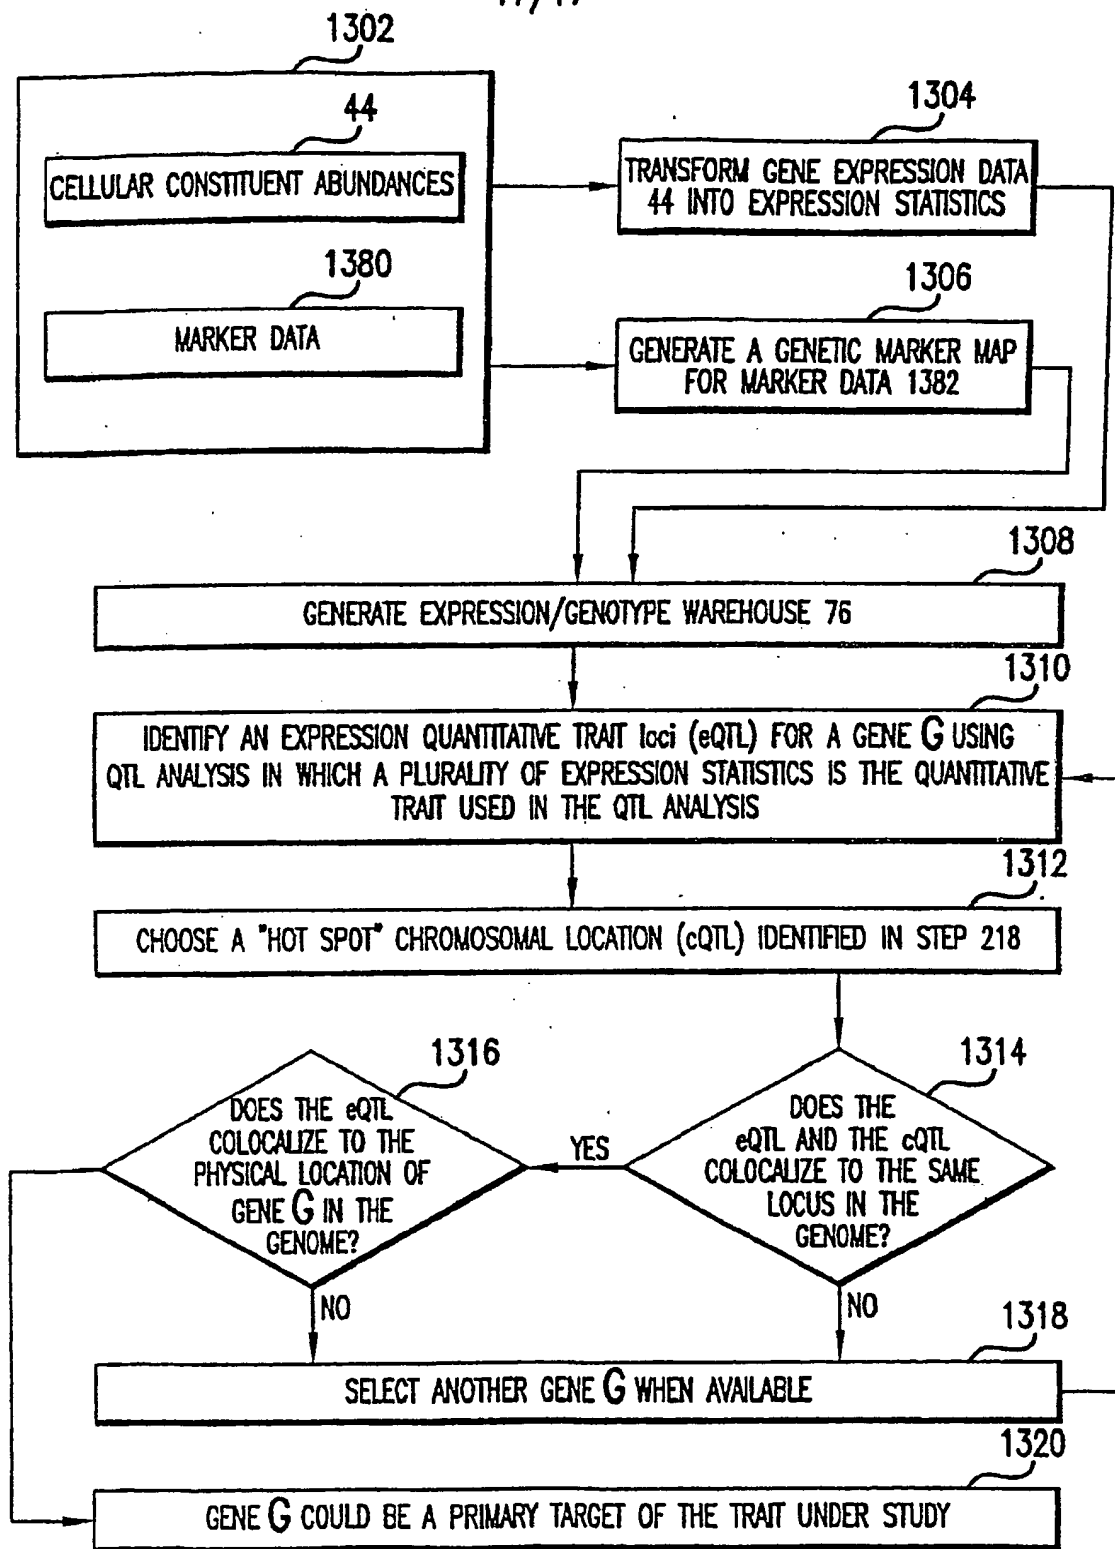 1302
44
CELLULAR CONSTITUENT ABUNDANCES
1380
MARKER DATA
1304
TRANSFORM GENE EXPRESSION DATA
44 INTO EXPRESSION STATISTICS
1306
GENERATE A GENETIC MARKER MAP
FOR MARKER DATA 1382
1308
GENERATE EXPRESSION/GENOTYPE WAREHOUSE 76
1310
IDENTIFY AN EXPRESSION QUANTITATIVE TRAIT loci (eQTL) FOR A GENE G USING
QTL ANALYSIS IN WHICH A PLURALITY OF EXPRESSION STATISTICS IS THE QUANTITATIVE
TRAIT USED IN THE QTL ANALYSIS
1312
CHOOSE A "HOT SPOT" CHROMOSOMAL LOCATION (cQTL) IDENTIFIED IN STEP 218
1316
DOES THE eQTL
COLOCALIZE TO THE
PHYSICAL LOCATION OF
GENE G IN THE
GENOME?
YES
1314
DOES THE
eQTL AND THE cQTL
COLOCALIZE TO THE SAME
LOCUS IN THE
GENOME?
NO
NO
1318
SELECT ANOTHER GENE G WHEN AVAILABLE
1320
GENE G COULD BE A PRIMARY TARGET OF THE TRAIT UNDER STUDY